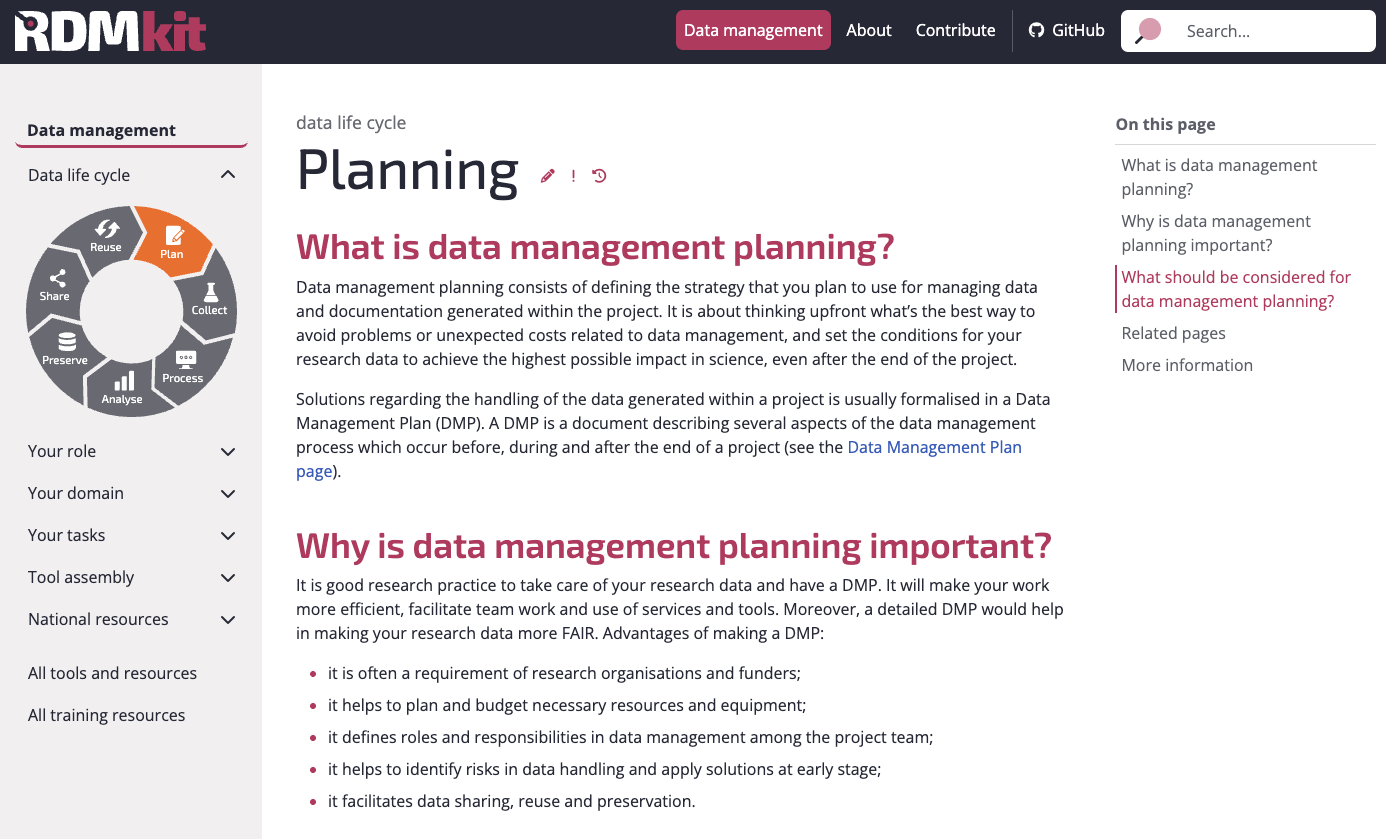 RDMkit
Data management
About
Contribute
GitHub
Search...
Data management
Data life cycle
Reuse
Plan
Share
Collect
Preserve
Process
Analyse
Your role
Your domain
Your tasks
Tool assembly
National resources
All tools and resources
All training resources
data life cycle
Planning
What is data management planning?
Data management planning consists of defining the strategy that you plan to use for managing data
and documentation generated within the project. It is about thinking upfront what’s the best way to
avoid problems or unexpected costs related to data management, and set the conditions for your
research data to achieve the highest possible impact in science, even after the end of the project.
Solutions regarding the handling of the data generated within a project is usually formalised in a Data
Management Plan (DMP). A DMP is a document describing several aspects of the data management
process which occur before, during and after the end of a project (see the Data Management Plan
page).
Why is data management planning important?
It is good research practice to take care of your research data and have a DMP. It will make your work
more efficient, facilitate team work and use of services and tools. Moreover, a detailed DMP would help
in making your research data more FAIR. Advantages of making a DMP:
it is often a requirement of research organisations and funders;
it helps to plan and budget necessary resources and equipment;
it defines roles and responsibilities in data management among the project team;
it helps to identify risks in data handling and apply solutions at early stage;
it facilitates data sharing, reuse and preservation.
On this page
What is data management
planning?
Why is data management
planning important?
What should be considered for
data management planning?
Related pages
More information